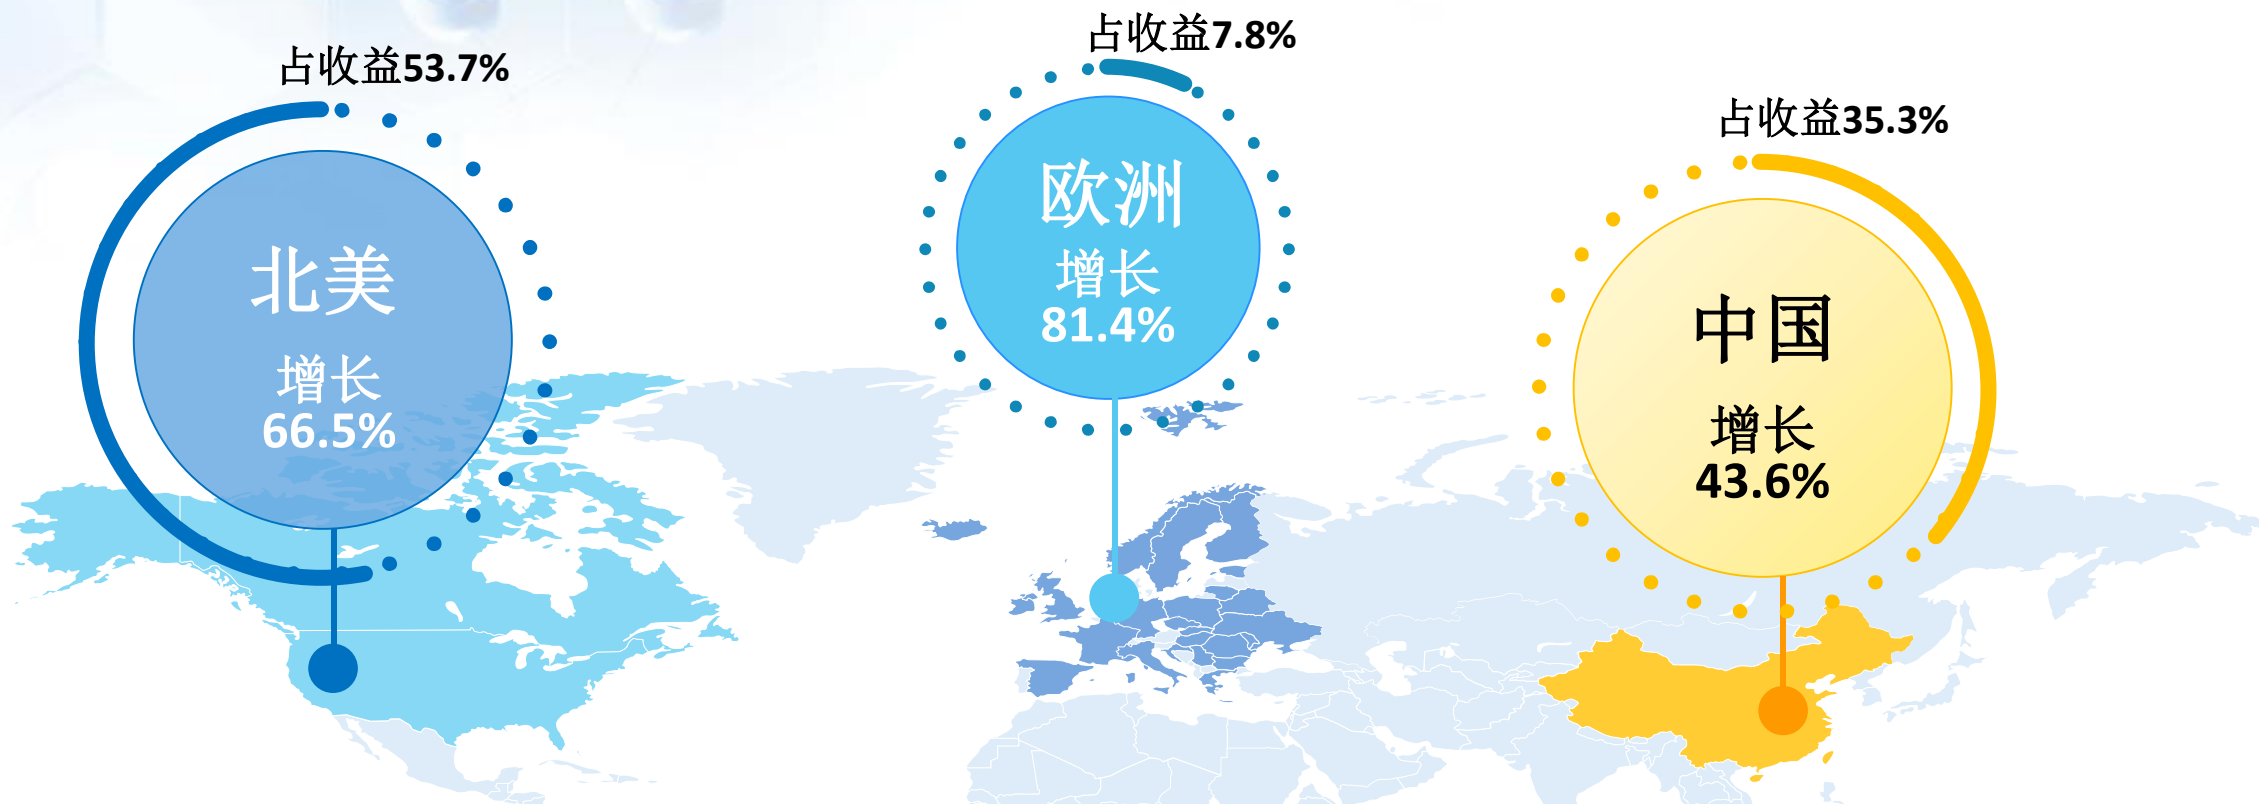 占收益53.7%
北美
增长
66.5%
占收益7.8%
欧洲
增长
81.4%
占收益35.3%
中国
增长
43.6%